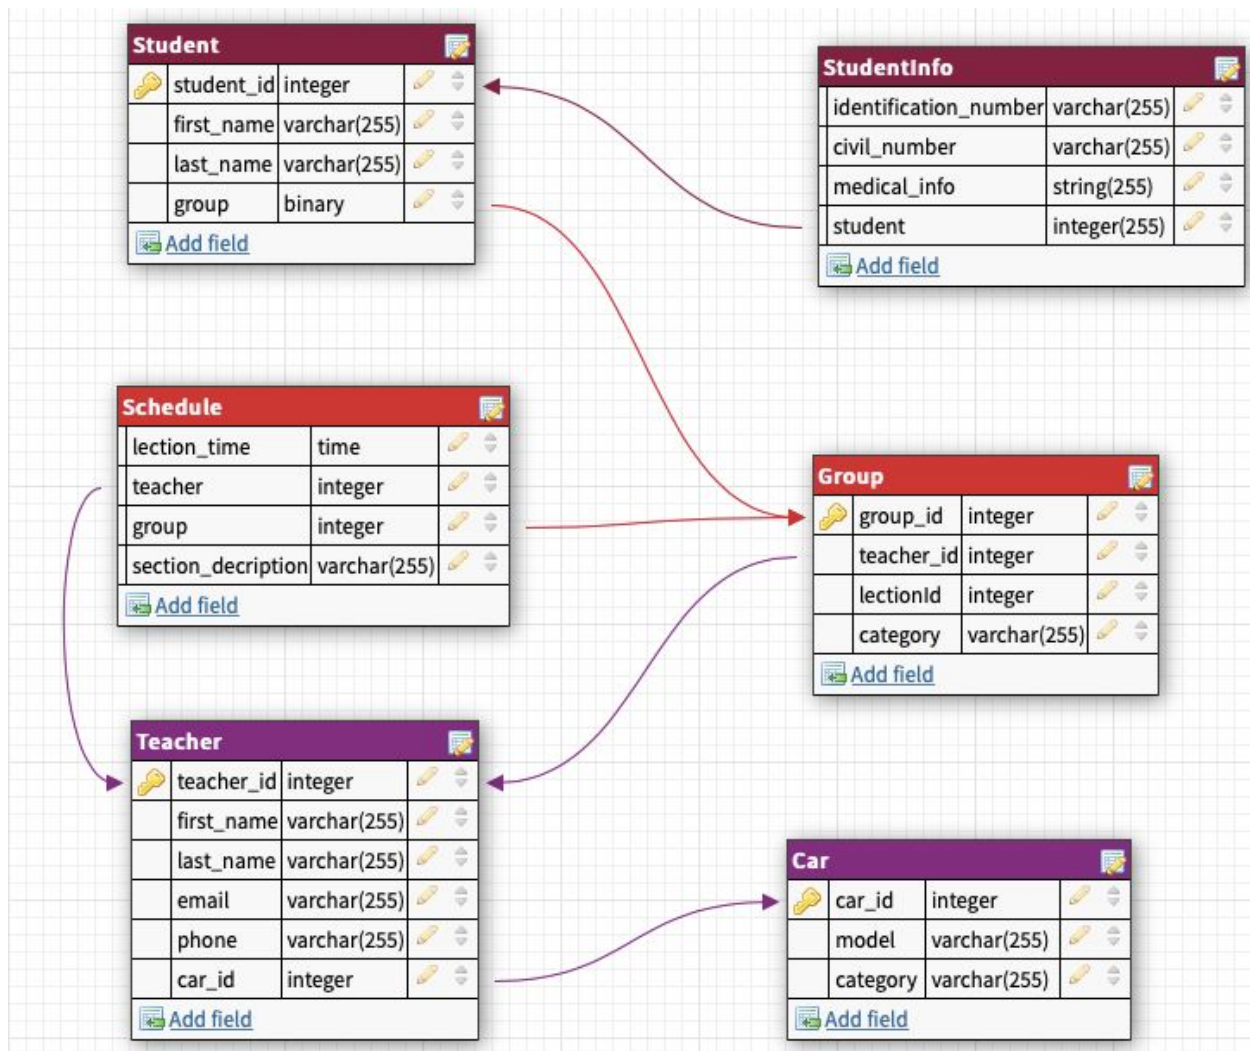 Student
student_id integer
first_name varchar(255)
last_name varchar(255)
group binary
Add field
StudentInfo
identification_number varchar(255)
civil_number varchar(255)
medical_info string(255)
student integer(255)
Add field
Schedule
lection_time time
teacher integer
group integer
section_decription varchar(255)
Add field
Group
group_id integer
teacher_id integer
lectionId integer
category varchar(255)
Add field
Teacher
teacher_id integer
first_name varchar(255)
last_name varchar(255)
email varchar(255)
phone varchar(255)
car_id integer
Add field
Car
car_id integer
model varchar(255)
category varchar(255)
Add field